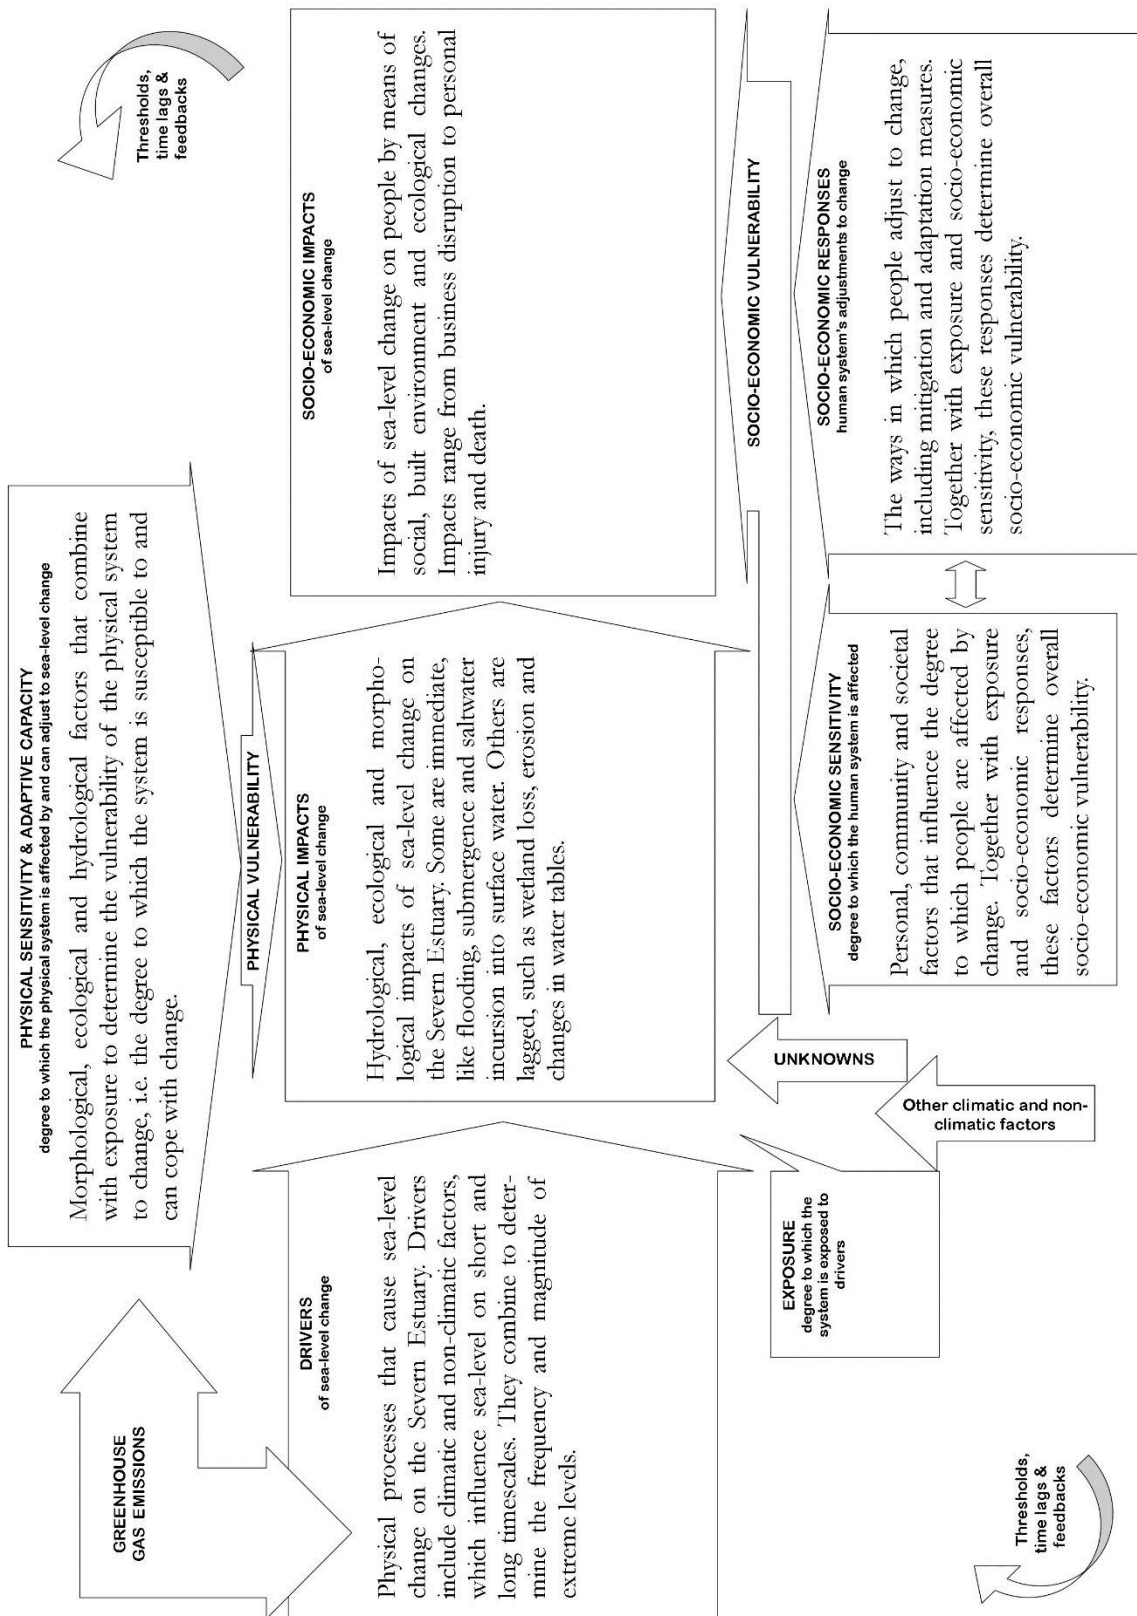 PHYSICAL SENSITIVITY & ADAPTIVE CAPACITY
degree to which the physical system is affected by and can adjust to sea-level change
Morphological, ecological and hydrological factors that combine
with exposure to determine the vulnerability of the physical system
to change, i.e. the degree to which the system is susceptible to and
can cope with change.
GREENHOUSE
GAS EMISSIONS
Thresholds,
time lags &
feedbacks
PHYSICAL VULNERABILITY
DRIVERS
of sea-level change
Physical processes that cause sea-level
change on the Severn Estuary. Drivers
include climatic and non-climatic factors,
which influence sea-level on short and
long timescales. They combine to deter-
mine the frequency and magnitude of
extreme levels.
PHYSICAL IMPACTS
of sea-level change
Hydrological, ecological and morpho-
logical impacts of sea-level change on
the Severn Estuary. Some are immediate,
like flooding, submergence and saltwater
incursion into surface water. Others are
lagged, such as wetland loss, erosion and
changes in water tables.
SOCIO-ECONOMIC IMPACTS
of sea-level change
Impacts of sea-level change on people by means of
social, built environment and ecological changes.
Impacts range from business disruption to personal
injury and death.
EXPOSURE
degree to which the
system is exposed to
drivers
UNKNOWNS
Other climatic and non-
climatic factors
SOCIO-ECONOMIC VULNERABILITY
SOCIO-ECONOMIC SENSITIVITY
degree to which the human system is affected
Personal, community and societal
factors that influence the degree
to which people are affected by
change. Together with exposure
and socio-economic responses,
these factors determine overall
socio-economic vulnerability.
SOCIO-ECONOMIC RESPONSES
human system's adjustments to change
The ways in which people adjust to change,
including mitigation and adaptation measures.
Together with exposure and socio-economic
sensitivity, these responses determine overall
socio-economic vulnerability.
Thresholds,
time lags &
feedbacks